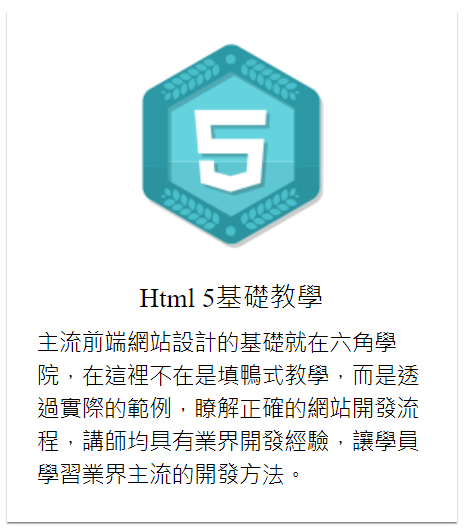 5
Html 5基礎教學
主流前端網站設計的基礎就在六角學
院，在這裡不在是填鴨式教學，而是透
過實際的範例，瞭解正確的網站開發流
程，講師均具有業界開發經驗，讓學員
學習業界主流的開發方法。